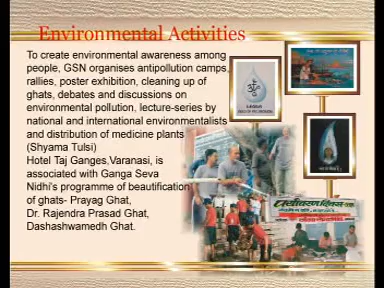 Environmental Activities
To create environmental awareness among
people, GSN organises antipollution camps,
rallies, poster exhibition, cleaning up of
ghats, debates and discussions on
environmental pollution, lecture-series by
national and international environmentalists
and distribution of medicine plants
(Shyama Tulsi)
Hotel Taj Ganges,Varanasi, is
associated with Ganga Seva
Nidhi's programme of beautification
of ghats- Prayag Ghat,
Dr. Rajendra Prasad Ghat,
Dashashwamedh Ghat.